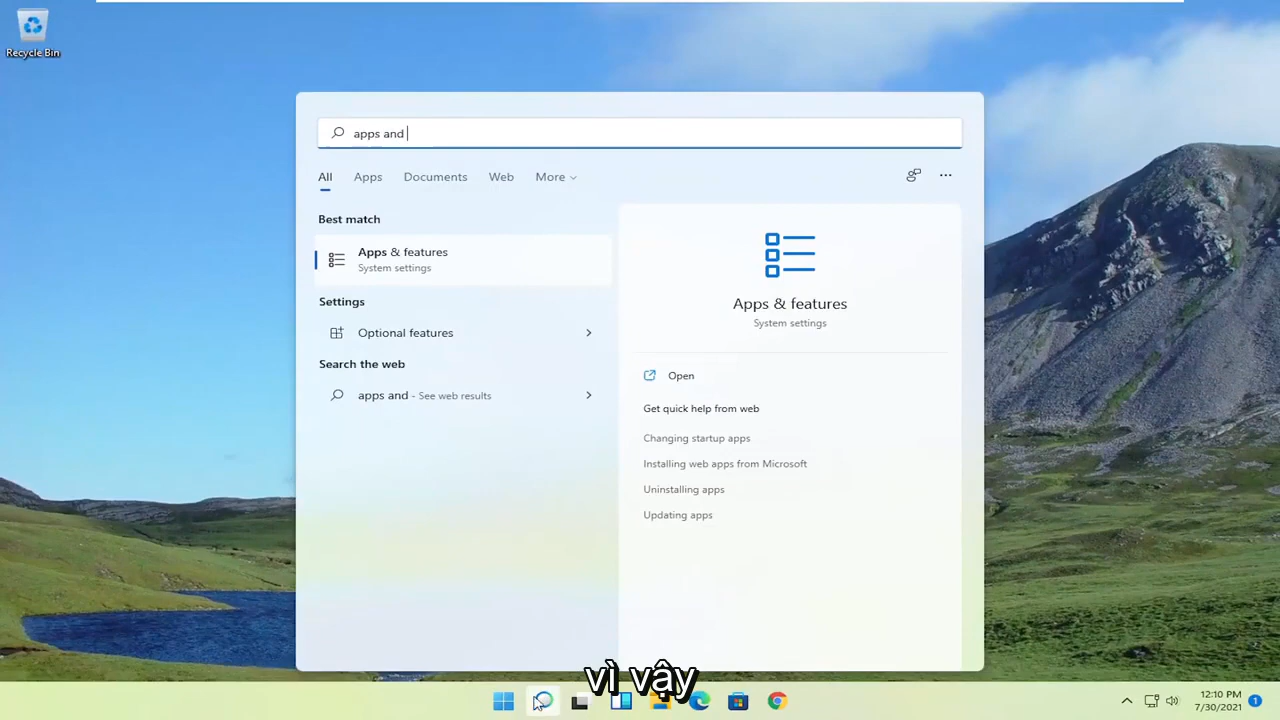 Recycle Bin
apps and
All Apps Documents Web More
Best match
Apps & features
System settings
Settings
Optional features
Search the web
apps and - See web results
Apps & features
System settings
Open
Get quick help from web
Changing startup apps
Installing web apps from Microsoft
Uninstalling apps
Updating apps
vì vậy
12:10 PM
7/30/2021
1